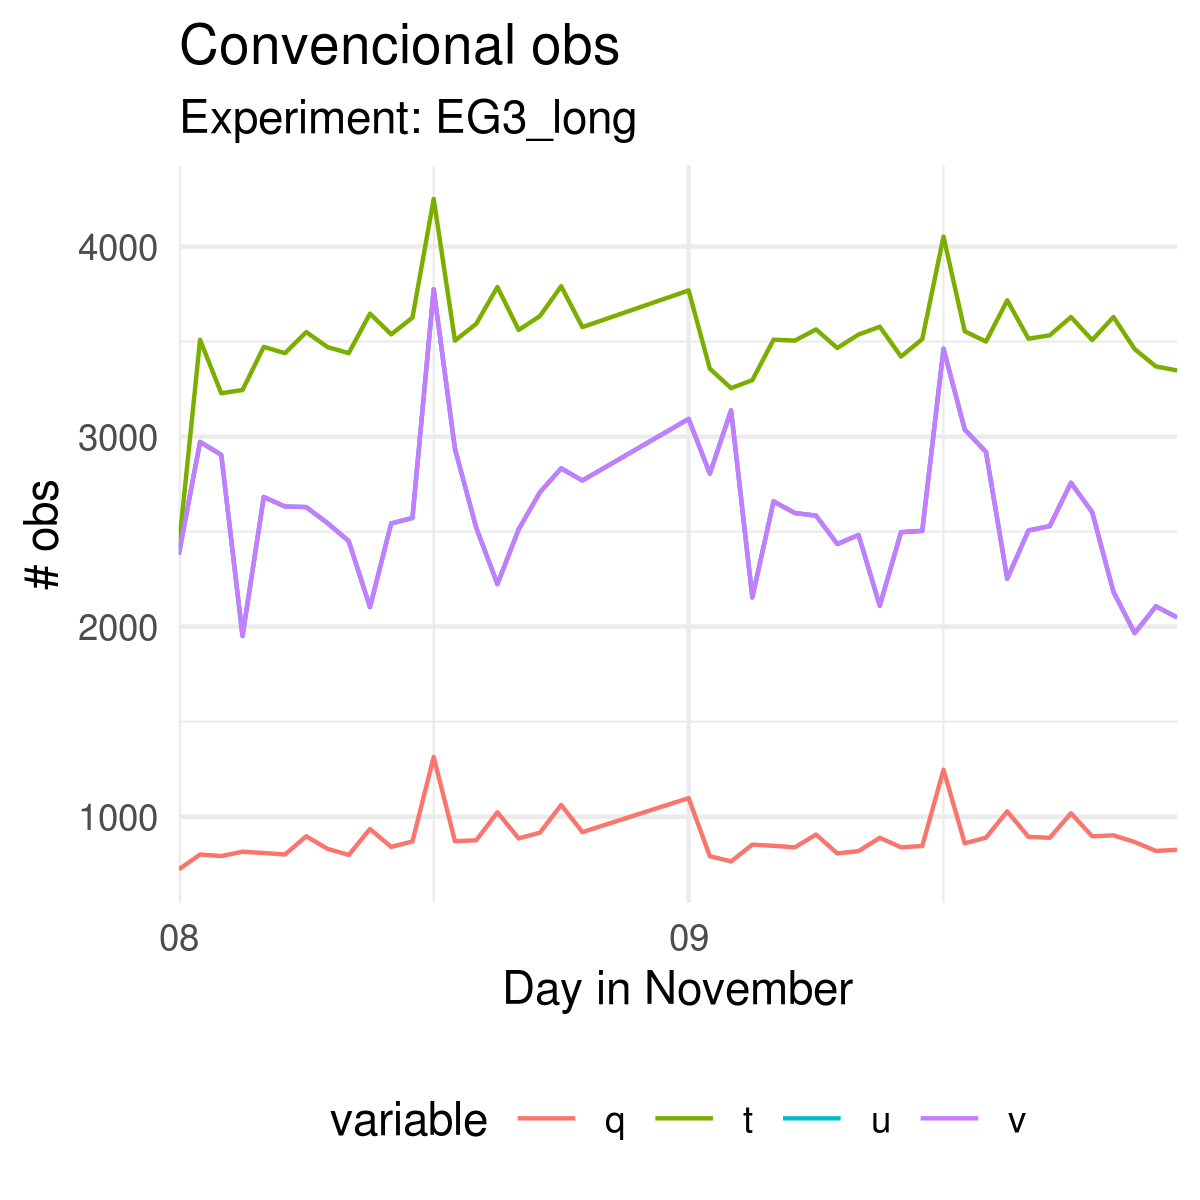 Convencional obs
Experiment: EG3_long
# obs
4000
3000
2000
1000
08 09
Day in November
variable q t u v